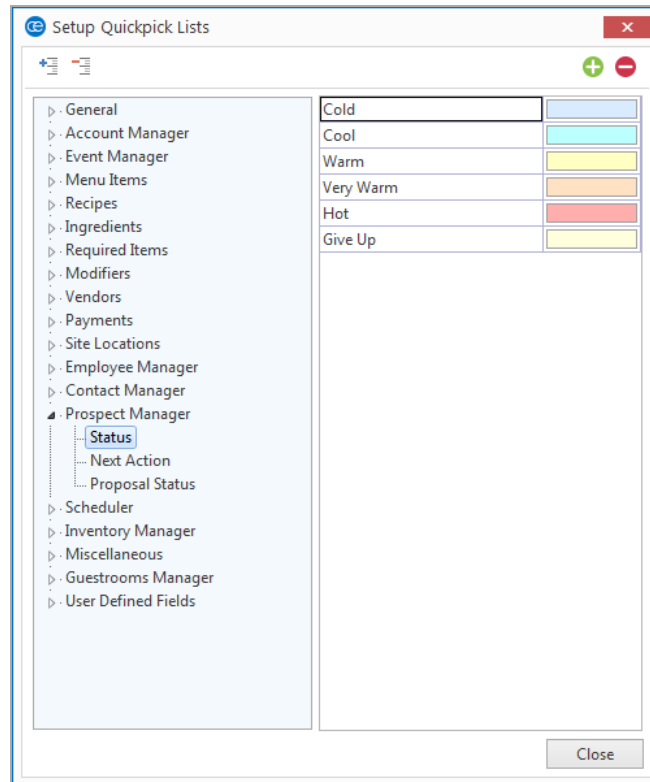 Setup Quickpick Lists
General
Account Manager
Event Manager
Menu Items
Recipes
Ingredients
Required Items
Modifiers
Vendors
Payments
Site Locations
Employee Manager
Contact Manager
Prospect Manager
Status
Next Action
Proposal Status
Scheduler
Inventory Manager
Miscellaneous
Guestrooms Manager
User Defined Fields
Cold
Cool
Warm
Very Warm
Hot
Give Up
Close